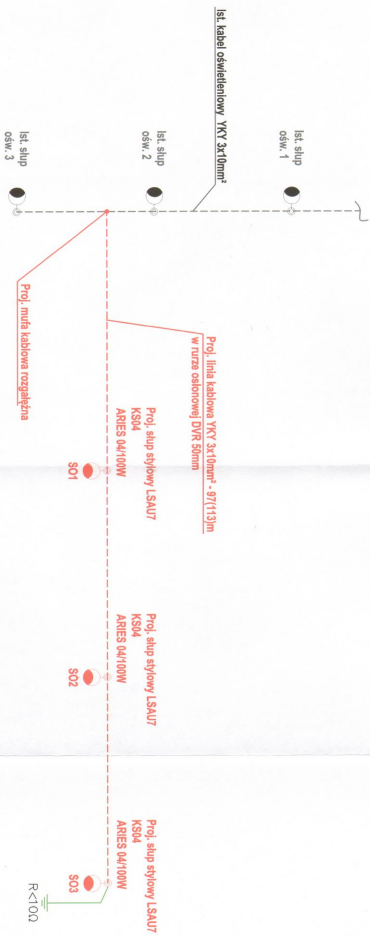 Ist. kabel oświetleniowy YKY 3x10mm²
Ist. słup
ośw. 1
Ist. słup
ośw. 2
Ist. słup
ośw. 3
Proj. mufa kablowa rozgałęźna
Proj. linia kablowa YKY 3x10mm² - 97(113)m
w rurze osłonowej DVR 50mm
Proj. słup stylowy LSAU7
KS04
ARIES 04/100W
SO1
Proj. słup stylowy LSAU7
KS04
ARIES 04/100W
SO2
Proj. słup stylowy LSAU7
KS04
ARIES 04/100W
SO3
R<10Ω